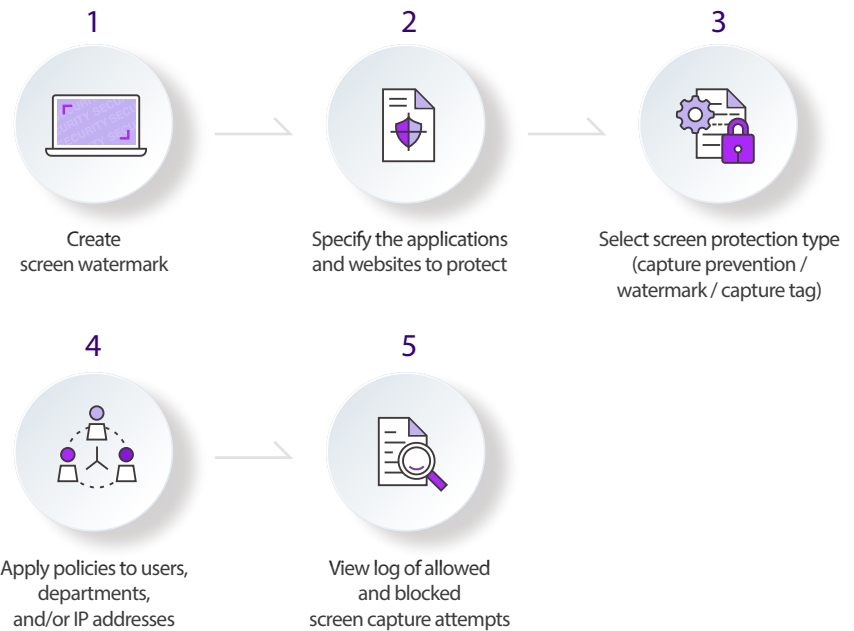 1
Create
screen watermark
2
Specify the applications
and websites to protect
3
Select screen protection type
(capture prevention /
watermark / capture tag)
4
Apply policies to users,
departments,
and/or IP addresses
5
View log of allowed
and blocked
screen capture attempts